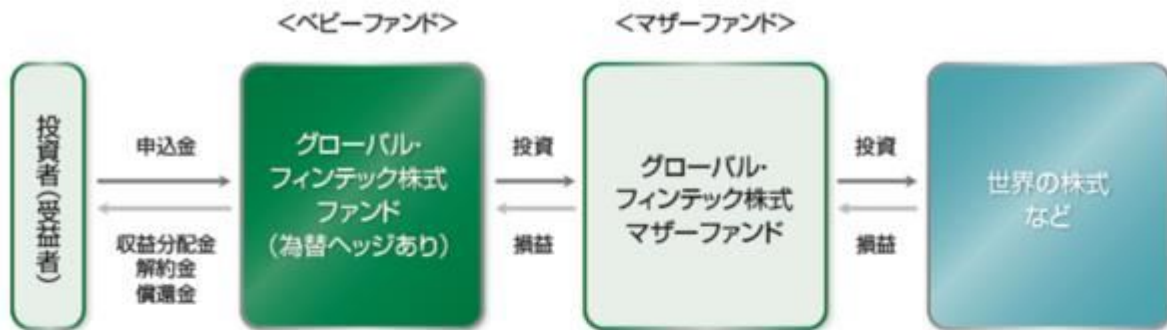 <ベビーファンド>
<マザーファンド>
投資者(受益者)
申込金
収益分配金
解約金
償還金
グローバル・
フィンテック株式
ファンド
(為替ヘッジあり)
投資
損益
グローバル・
フィンテック株式
マザーファンド
投資
損益
世界の株式
など